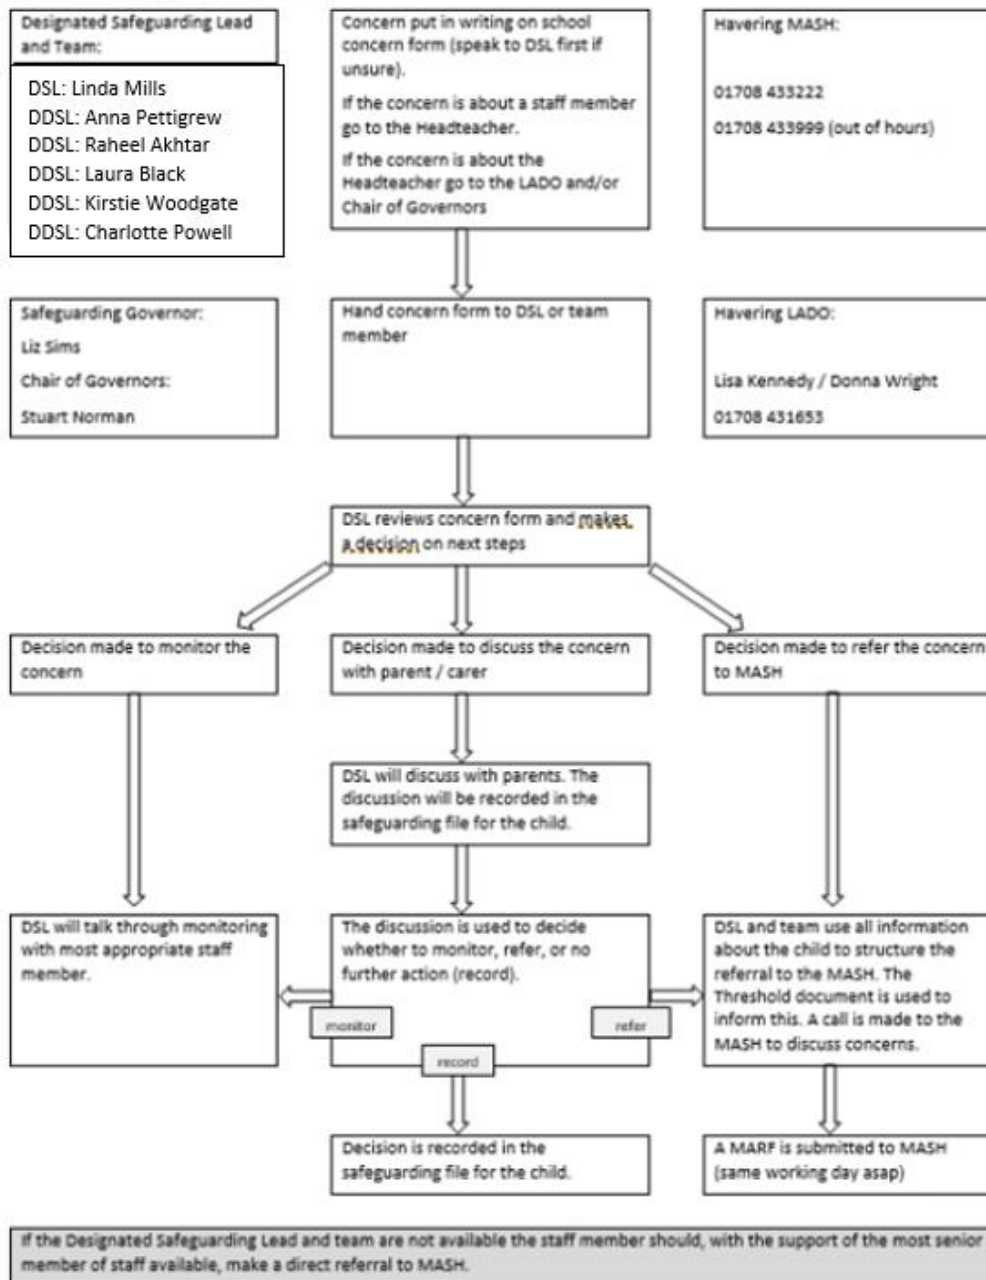 Designated Safeguarding Lead
and Team:
DSL: Linda Mills
DDSL: Anna Pettigrew
DDSL: Raheel Akhtar
DDSL: Laura Black
DDSL: Kirstie Woodgate
DDSL: Charlotte Powell
Concern put in writing on school
concern form (speak to DSL first if
unsure).
If the concern is about a staff member
go to the Headteacher.
If the concern is about the
Headteacher go to the LADO and/or
Chair of Governors
Havering MASH:
01708 433222
01708 433999 (out of hours)
Safeguarding Governor:
Liz Sims
Chair of Governors:
Stuart Norman
Hand concern form to DSL or team
member
Havering LADO:
Lisa Kennedy / Donna Wright
01708 431653
DSL reviews concern form and makes
a decision on next steps
Decision made to monitor the
concern
Decision made to discuss the concern
with parent / carer
Decision made to refer the concern
to MASH
DSL will discuss with parents. The
discussion will be recorded in the
safeguarding file for the child.
DSL will talk through monitoring
with most appropriate staff
member.
The discussion is used to decide
whether to monitor, refer, or no
further action (record).
monitor
refer
record
DSL and team use all information
about the child to structure the
referral to the MASH. The
Threshold document is used to
inform this. A call is made to the
MASH to discuss concerns.
Decision is recorded in the
safeguarding file for the child.
A MARF is submitted to MASH
(same working day asap)
If the Designated Safeguarding Lead and team are not available the staff member should, with the support of the most senior
member of staff available, make a direct referral to MASH.